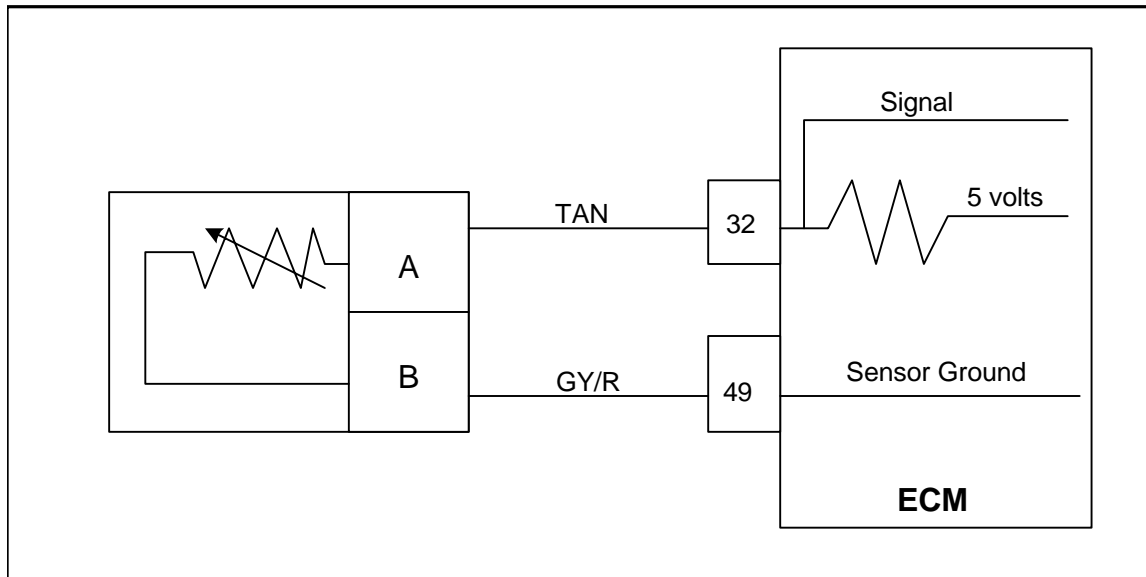 Signal
5 volts
TAN
32
A
B
GY/R
49
Sensor Ground
ECM